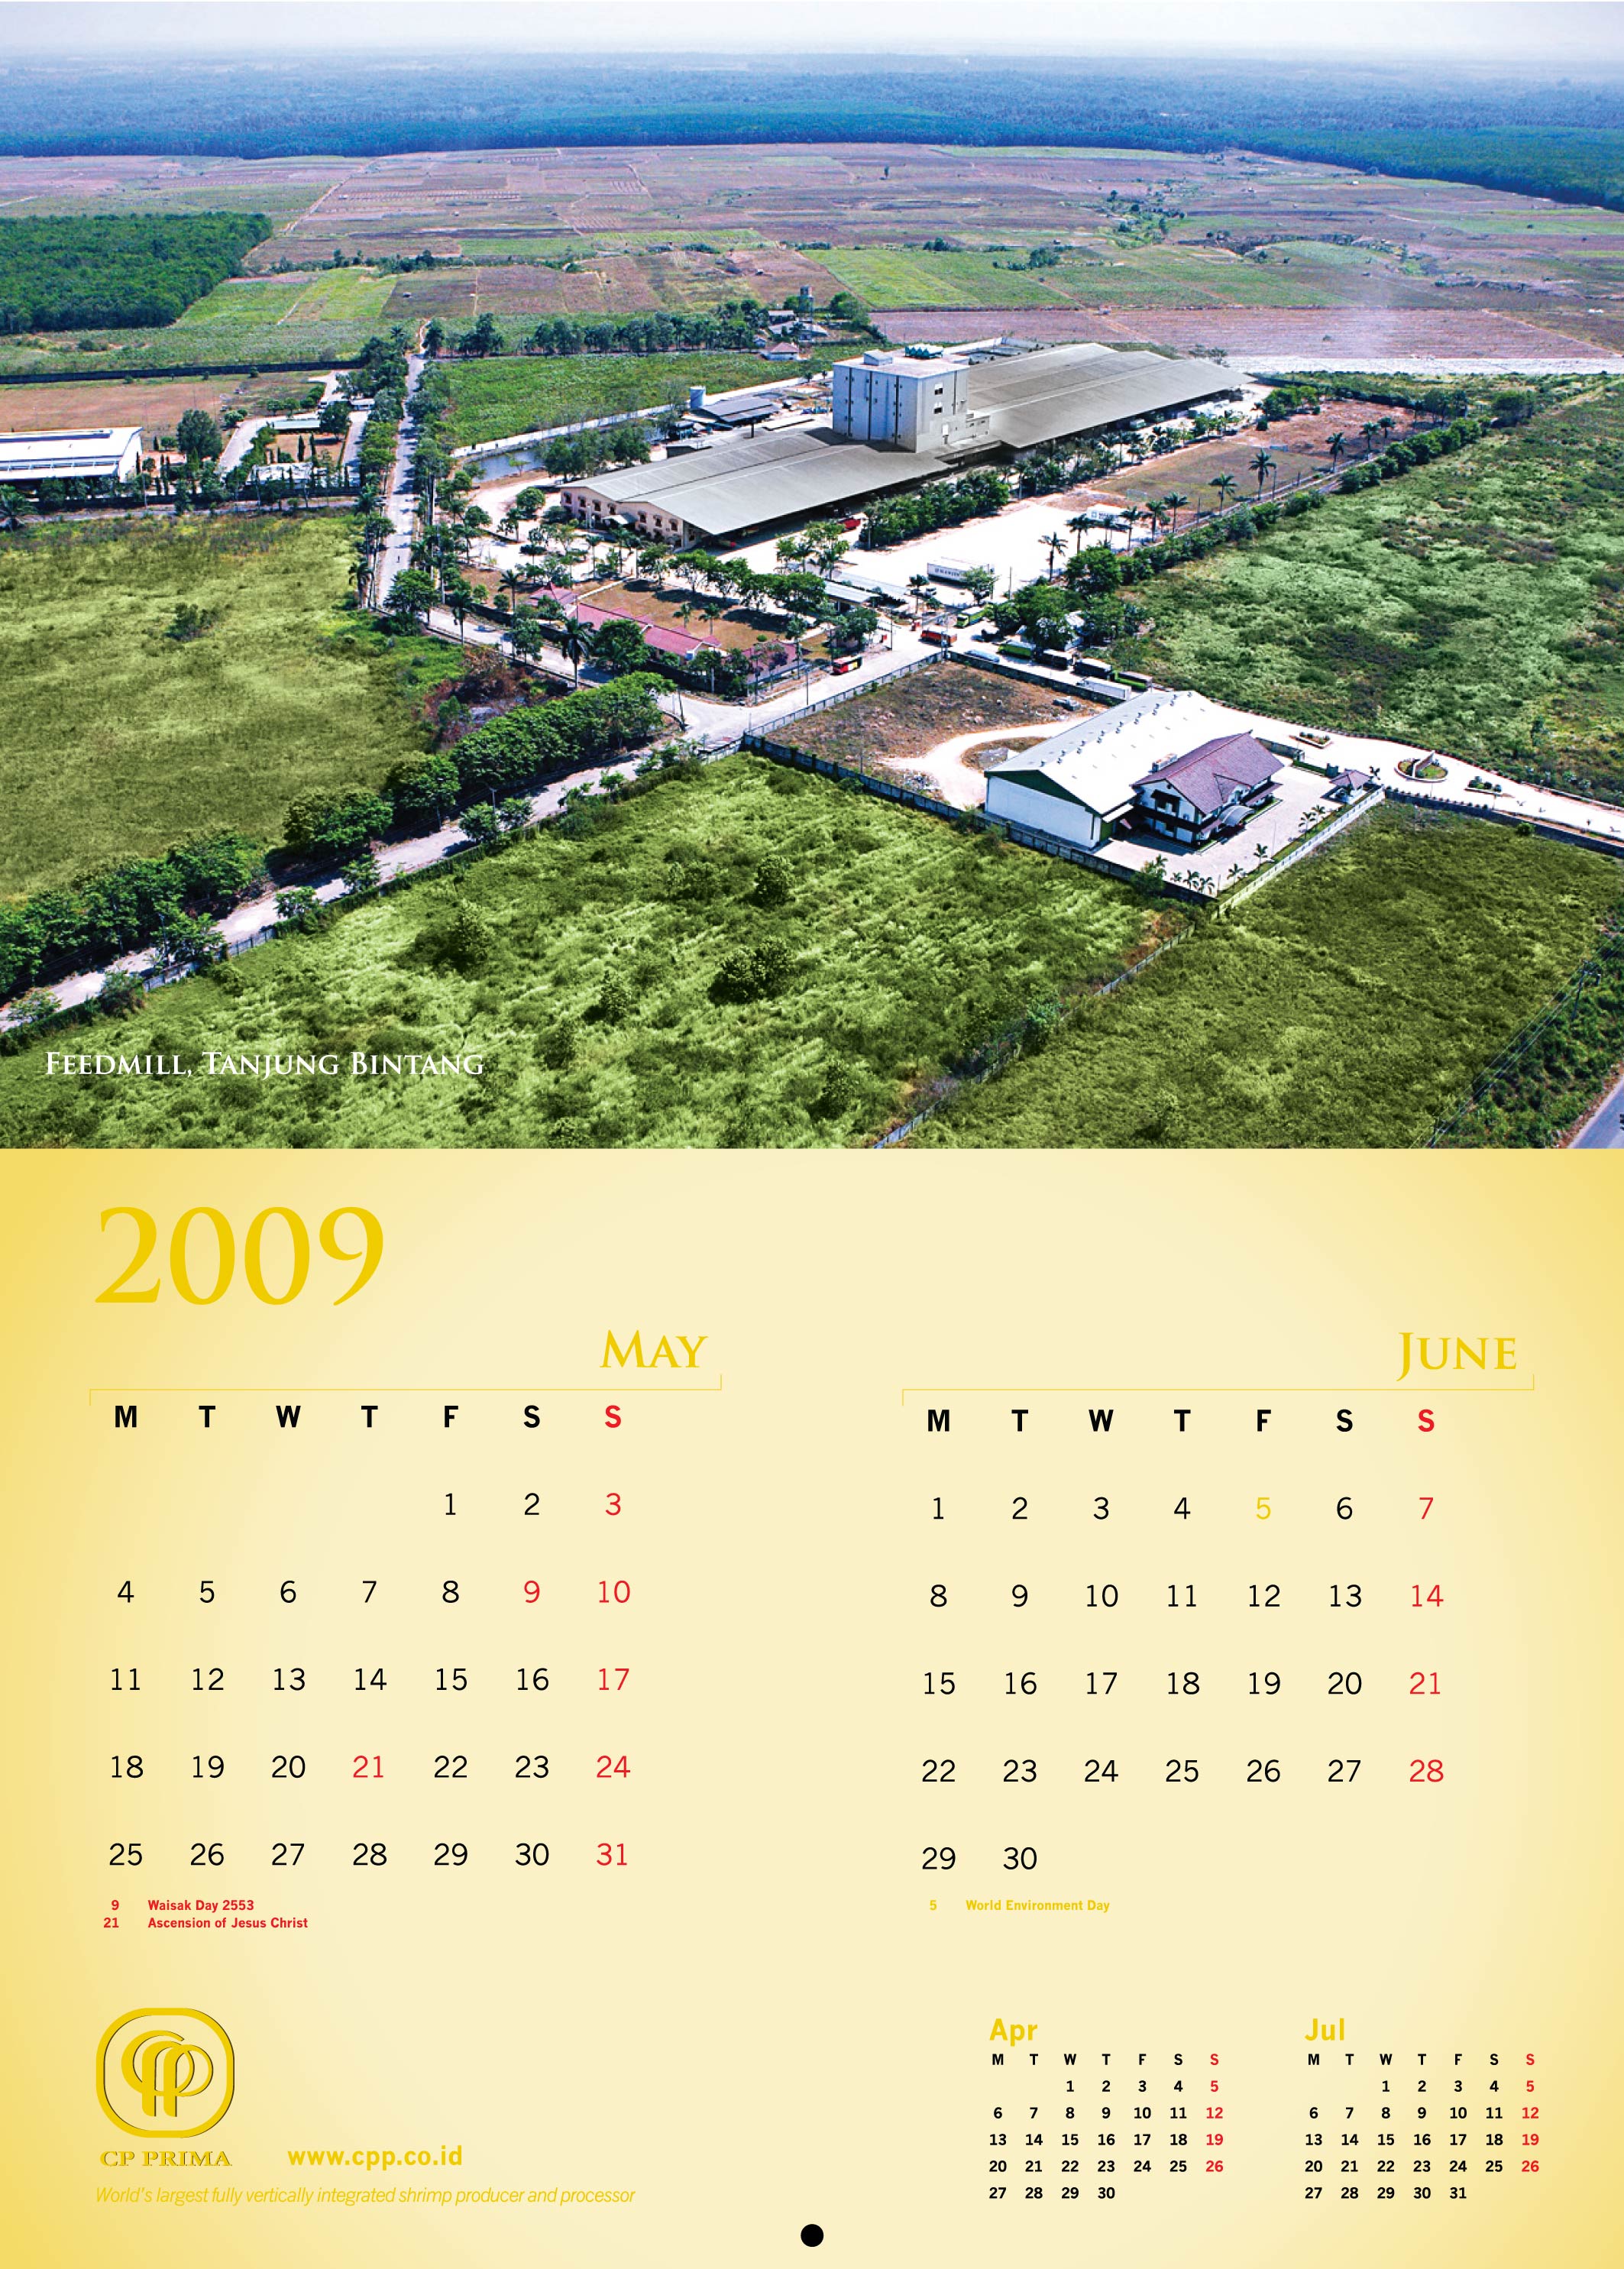 FEEDMILL, TANJUNG BINTANG
2009
MAY
M T W T F S S
1 2 3
4 5 6 7 8 9 10
11 12 13 14 15 16 17
18 19 20 21 22 23 24
25 26 27 28 29 30 31
9 Waisak Day 2553
21 Ascension of Jesus Christ
JUNE
M T W T F S S
1 2 3 4 5 6 7
8 9 10 11 12 13 14
15 16 17 18 19 20 21
22 23 24 25 26 27 28
29 30
5 World Environment Day
CP PRIMA
www.cpp.co.id
World's largest fully vertically integrated shrimp producer and processor
Apr
M T W T F S S
1 2 3 4 5
6 7 8 9 10 11 12
13 14 15 16 17 18 19
20 21 22 23 24 25 26
27 28 29 30
Jul
M T W T F S S
1 2 3 4 5
6 7 8 9 10 11 12
13 14 15 16 17 18 19
20 21 22 23 24 25 26
27 28 29 30 31